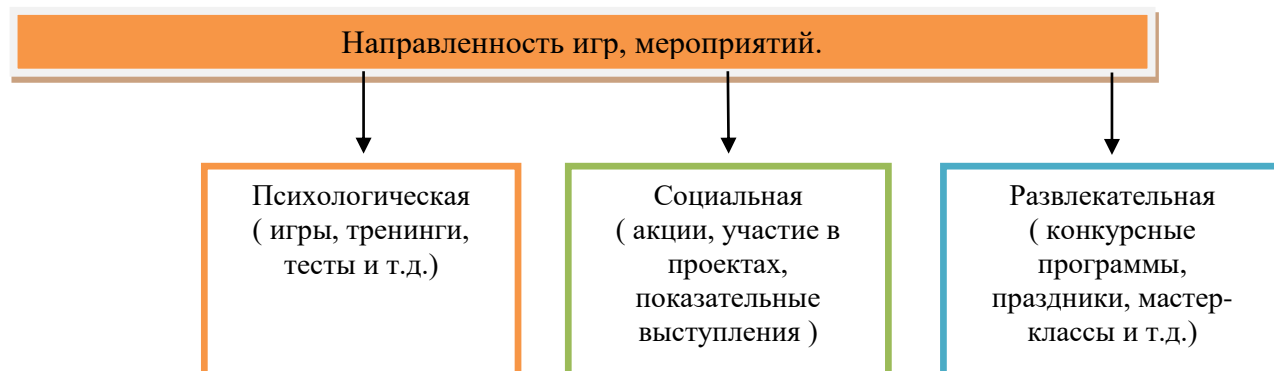 Направленность игр, мероприятий.
Психологическая
( игры, тренинги,
тесты и т.д.)
Социальная
( акции, участие в
проектах,
показательные
выступления )
Развлекательная
( конкурсные
программы,
праздники, мастер-
классы и т.д.)